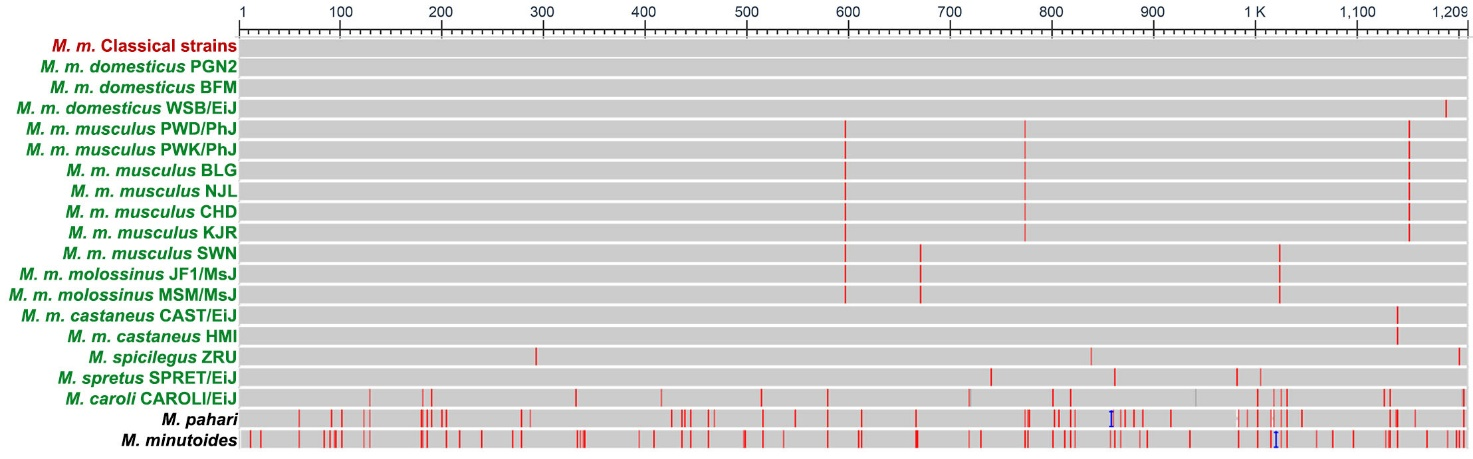 1 100 200 300 400 500 600 700 800 900 1 K 1,100 1,209
M. m. Classical strains
M. m. domesticus PGN2
M. m. domesticus BFM
M. m. domesticus WSB/EiJ
M. m. musculus PWD/PhJ
M. m. musculus PWK/PhJ
M. m. musculus BLG
M. m. musculus NJL
M. m. musculus CHD
M. m. musculus KJR
M. m. musculus SWN
M. m. molossinus JF1/MsJ
M. m. molossinus MSM/MsJ
M. m. castaneus CAST/EiJ
M. m. castaneus HMI
M. spicilegus ZRU
M. spretus SPRET/EiJ
M. caroli CAROLI/EiJ
M. pahari
M. minutoides